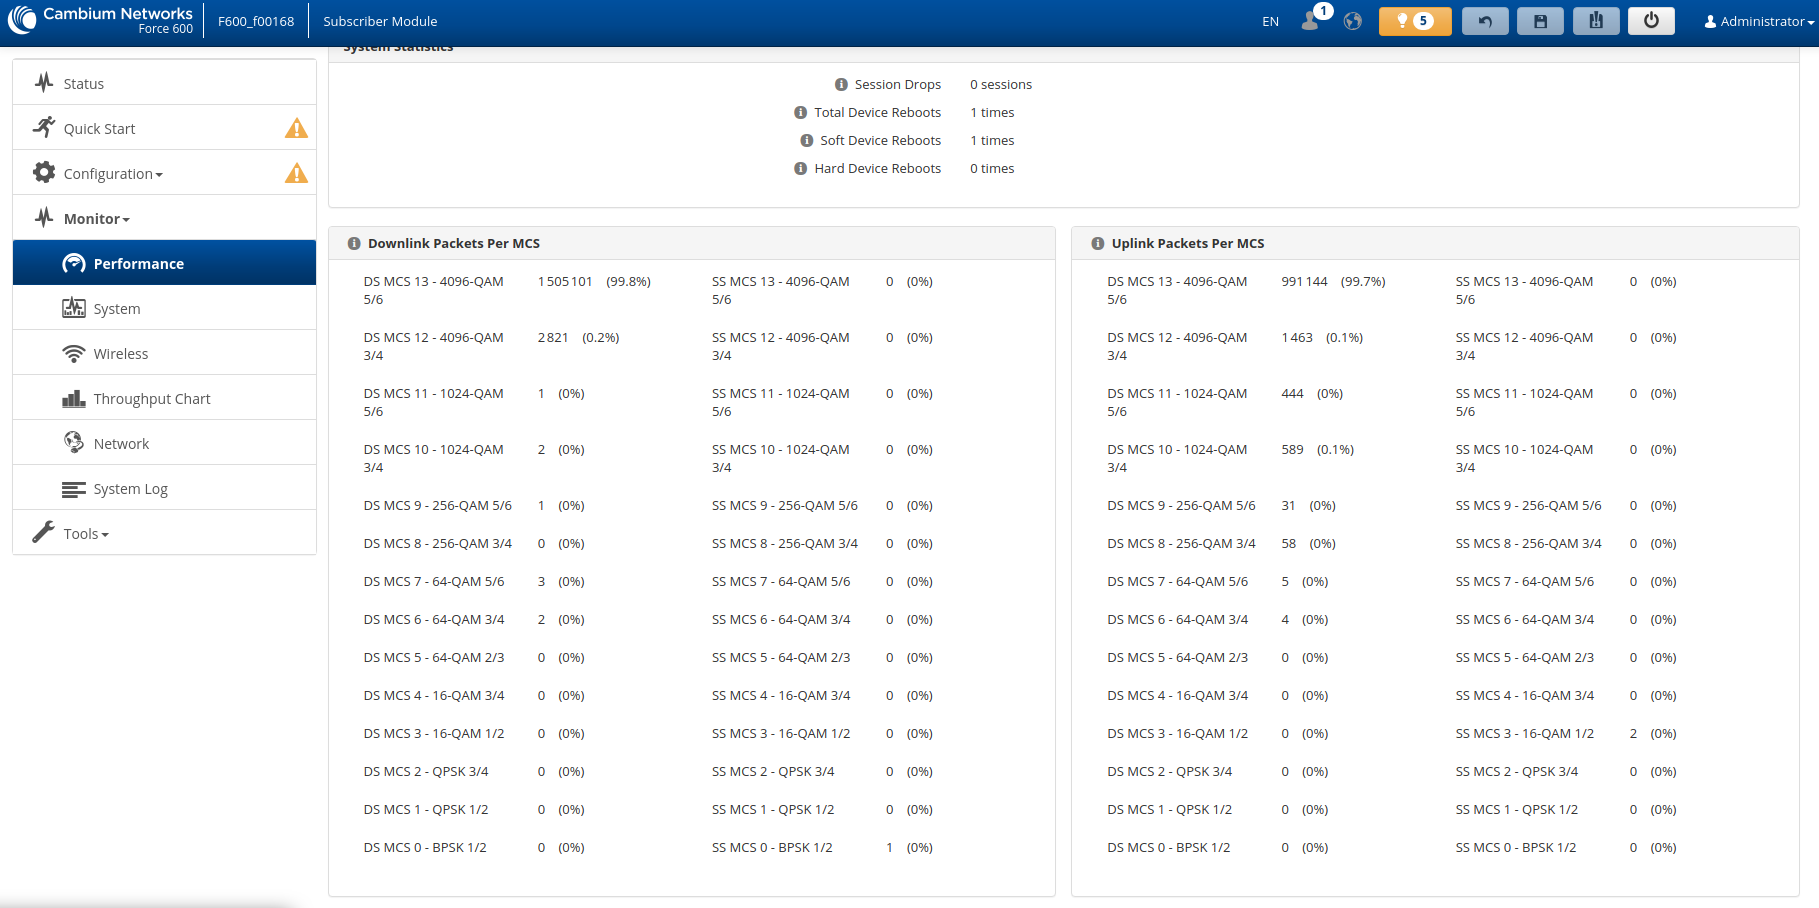 Cambium Networks
Force 600
F600_f00168
Subscriber Module
EN
1
5
Administrator
System Statistics
Status
Quick Start
Configuration
Monitor
Performance
System
Wireless
Throughput Chart
Network
System Log
Tools
Session Drops 0 sessions
Total Device Reboots 1 times
Soft Device Reboots 1 times
Hard Device Reboots 0 times
Downlink Packets Per MCS
DS MCS 13 - 4096-QAM 5/6 1 505 101 (99.8%) SS MCS 13 - 4096-QAM 5/6 0 (0%)
DS MCS 12 - 4096-QAM 3/4 2 821 (0.2%) SS MCS 12 - 4096-QAM 3/4 0 (0%)
DS MCS 11 - 1024-QAM 5/6 1 (0%) SS MCS 11 - 1024-QAM 5/6 0 (0%)
DS MCS 10 - 1024-QAM 3/4 2 (0%) SS MCS 10 - 1024-QAM 3/4 0 (0%)
DS MCS 9 - 256-QAM 5/6 1 (0%) SS MCS 9 - 256-QAM 5/6 0 (0%)
DS MCS 8 - 256-QAM 3/4 0 (0%) SS MCS 8 - 256-QAM 3/4 0 (0%)
DS MCS 7 - 64-QAM 5/6 3 (0%) SS MCS 7 - 64-QAM 5/6 0 (0%)
DS MCS 6 - 64-QAM 3/4 2 (0%) SS MCS 6 - 64-QAM 3/4 0 (0%)
DS MCS 5 - 64-QAM 2/3 0 (0%) SS MCS 5 - 64-QAM 2/3 0 (0%)
DS MCS 4 - 16-QAM 3/4 0 (0%) SS MCS 4 - 16-QAM 3/4 0 (0%)
DS MCS 3 - 16-QAM 1/2 0 (0%) SS MCS 3 - 16-QAM 1/2 0 (0%)
DS MCS 2 - QPSK 3/4 0 (0%) SS MCS 2 - QPSK 3/4 0 (0%)
DS MCS 1 - QPSK 1/2 0 (0%) SS MCS 1 - QPSK 1/2 0 (0%)
DS MCS 0 - BPSK 1/2 0 (0%) SS MCS 0 - BPSK 1/2 1 (0%)
Uplink Packets Per MCS
DS MCS 13 - 4096-QAM 5/6 991 144 (99.7%) SS MCS 13 - 4096-QAM 5/6 0 (0%)
DS MCS 12 - 4096-QAM 3/4 1 463 (0.1%) SS MCS 12 - 4096-QAM 3/4 0 (0%)
DS MCS 11 - 1024-QAM 5/6 444 (0%) SS MCS 11 - 1024-QAM 5/6 0 (0%)
DS MCS 10 - 1024-QAM 3/4 589 (0.1%) SS MCS 10 - 1024-QAM 3/4 0 (0%)
DS MCS 9 - 256-QAM 5/6 31 (0%) SS MCS 9 - 256-QAM 5/6 0 (0%)
DS MCS 8 - 256-QAM 3/4 58 (0%) SS MCS 8 - 256-QAM 3/4 0 (0%)
DS MCS 7 - 64-QAM 5/6 5 (0%) SS MCS 7 - 64-QAM 5/6 0 (0%)
DS MCS 6 - 64-QAM 3/4 4 (0%) SS MCS 6 - 64-QAM 3/4 0 (0%)
DS MCS 5 - 64-QAM 2/3 0 (0%) SS MCS 5 - 64-QAM 2/3 0 (0%)
DS MCS 4 - 16-QAM 3/4 0 (0%) SS MCS 4 - 16-QAM 3/4 0 (0%)
DS MCS 3 - 16-QAM 1/2 0 (0%) SS MCS 3 - 16-QAM 1/2 2 (0%)
DS MCS 2 - QPSK 3/4 0 (0%) SS MCS 2 - QPSK 3/4 0 (0%)
DS MCS 1 - QPSK 1/2 0 (0%) SS MCS 1 - QPSK 1/2 0 (0%)
DS MCS 0 - BPSK 1/2 0 (0%) SS MCS 0 - BPSK 1/2 0 (0%)